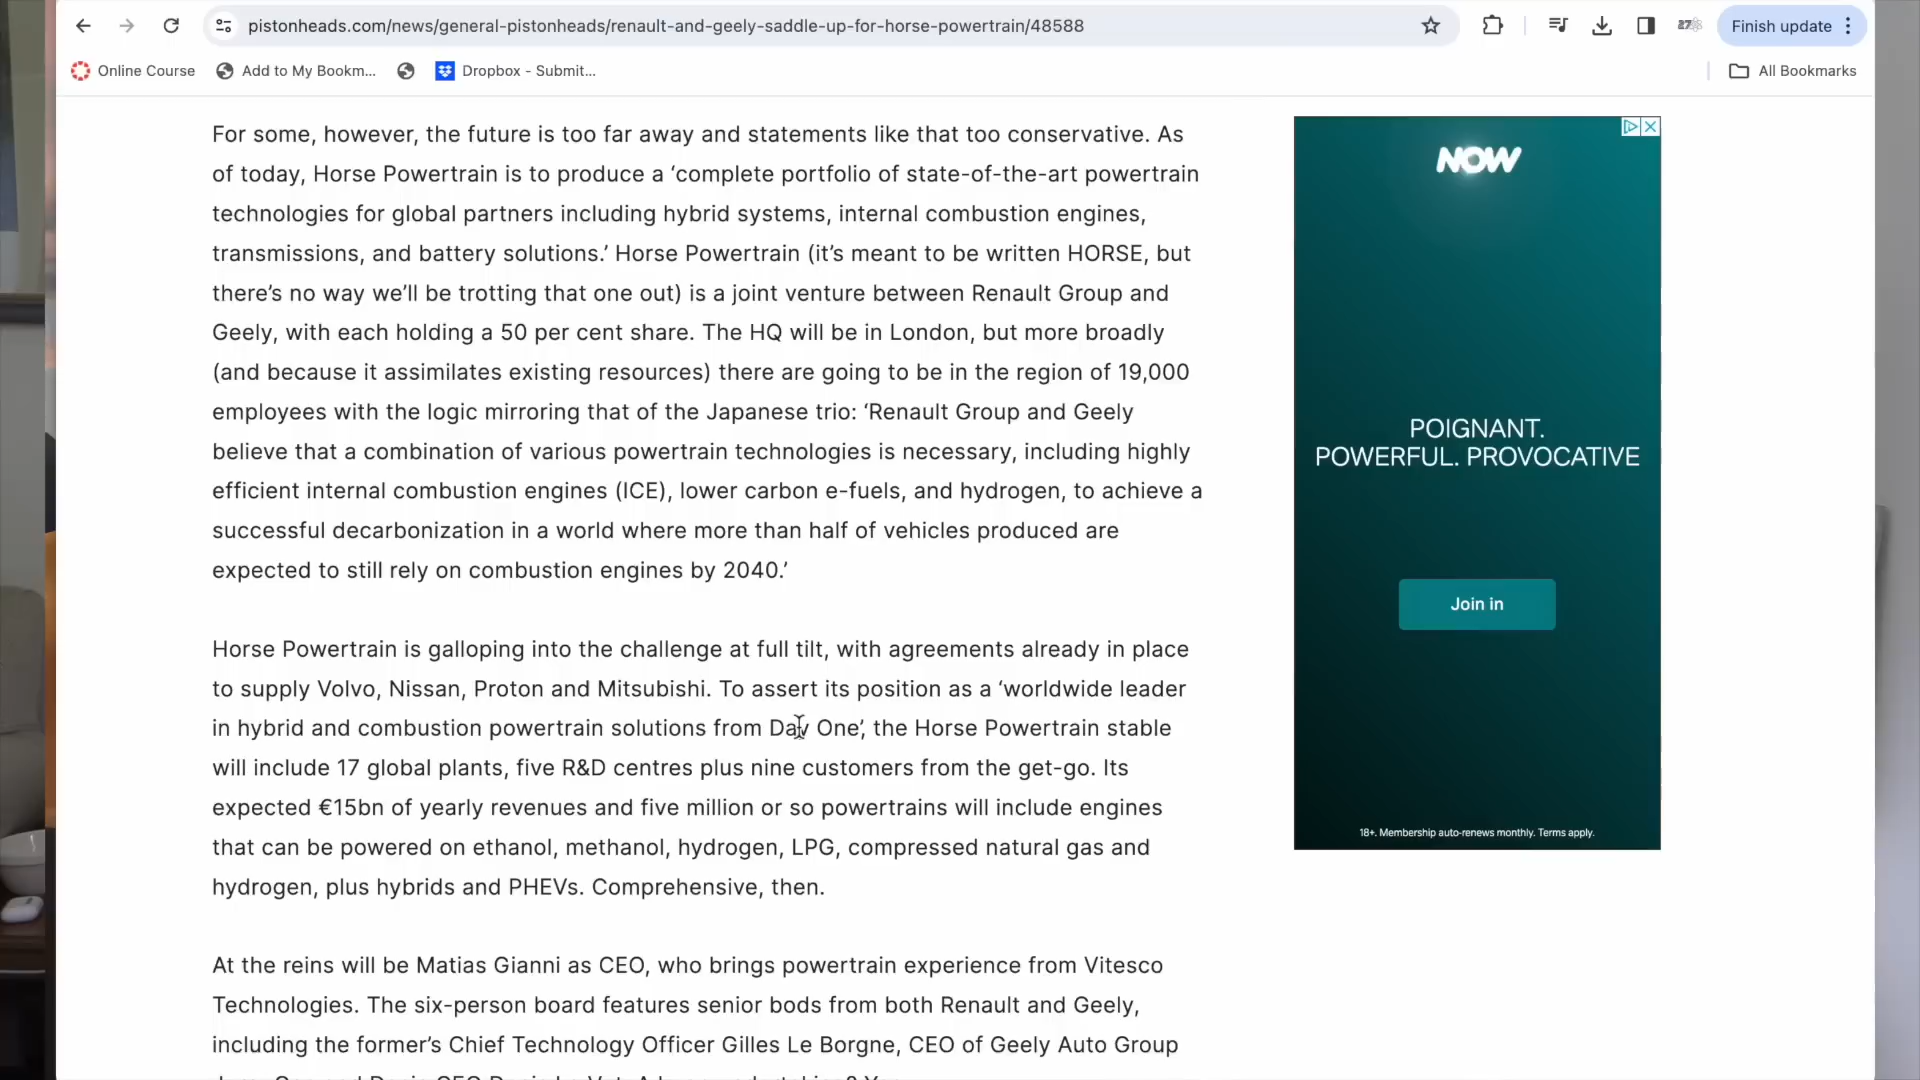 pistonheads.com/news/general-pistonheads/renault-and-geely-saddle-up-for-horse-powertrain/48588
Finish update
Online Course
Add to My Bookm...
Dropbox - Submit...
All Bookmarks
For some, however, the future is too far away and statements like that too conservative. As
of today, Horse Powertrain is to produce a ‘complete portfolio of state-of-the-art powertrain
technologies for global partners including hybrid systems, internal combustion engines,
transmissions, and battery solutions.’ Horse Powertrain (it’s meant to be written HORSE, but
there’s no way we’ll be trotting that one out) is a joint venture between Renault Group and
Geely, with each holding a 50 per cent share. The HQ will be in London, but more broadly
(and because it assimilates existing resources) there are going to be in the region of 19,000
employees with the logic mirroring that of the Japanese trio: ‘Renault Group and Geely
believe that a combination of various powertrain technologies is necessary, including highly
efficient internal combustion engines (ICE), lower carbon e-fuels, and hydrogen, to achieve a
successful decarbonization in a world where more than half of vehicles produced are
expected to still rely on combustion engines by 2040.’
Horse Powertrain is galloping into the challenge at full tilt, with agreements already in place
to supply Volvo, Nissan, Proton and Mitsubishi. To assert its position as a ‘worldwide leader
in hybrid and combustion powertrain solutions from Day One’, the Horse Powertrain stable
will include 17 global plants, five R&D centres plus nine customers from the get-go. Its
expected €15bn of yearly revenues and five million or so powertrains will include engines
that can be powered on ethanol, methanol, hydrogen, LPG, compressed natural gas and
hydrogen, plus hybrids and PHEVs. Comprehensive, then.
At the reins will be Matias Gianni as CEO, who brings powertrain experience from Vitesco
Technologies. The six-person board features senior bods from both Renault and Geely,
including the former’s Chief Technology Officer Gilles Le Borgne, CEO of Geely Auto Group
NOW
POIGNANT.
POWERFUL. PROVOCATIVE
Join in
18+. Membership auto-renews monthly. Terms apply.